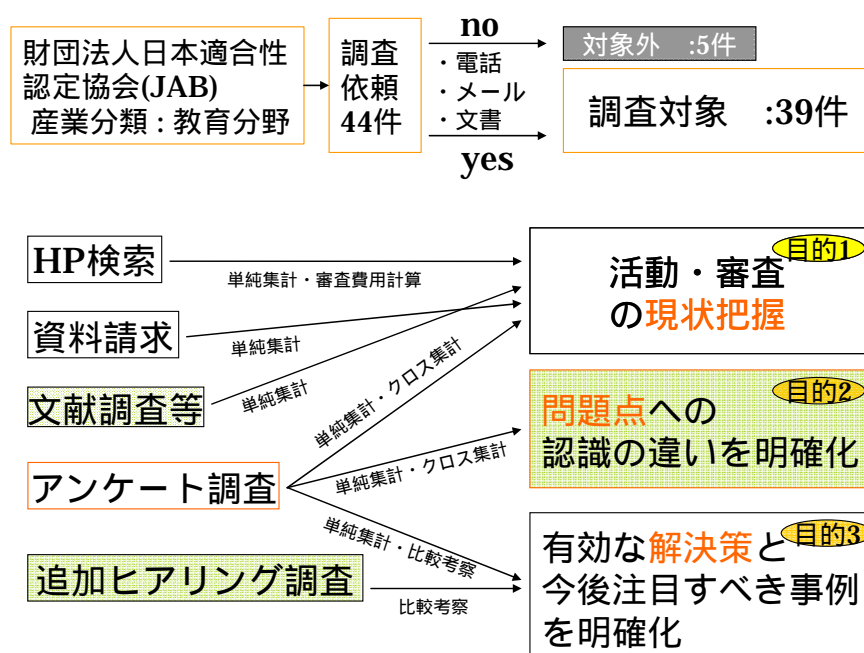 財団法人日本適合性
認定協会(JAB)
産業分類：教育分野
調査
依頼
44件
no
・電話
・メール
・文書
yes
対象外 :5件
調査対象 :39件
HP検索
単純集計・審査費用計算
資料請求
単純集計
文献調査等
単純集計
アンケート調査
単純集計・クロス集計
単純集計・クロス集計
単純集計・比較考察
追加ヒアリング調査
比較考察
目的1
活動・審査
の現状把握
目的2
問題点への
認識の違いを明確化
目的3
有効な解決策と
今後注目すべき事例
を明確化